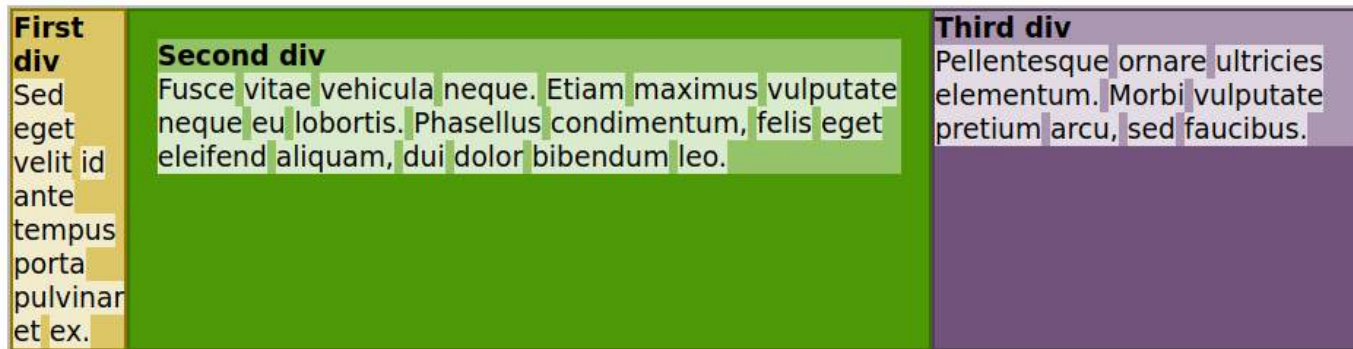 First
div
Sed
eget
velit id
ante
tempus
porta
pulvinar
et ex.
Second div
Fusce vitae vehicula neque. Etiam maximus vulputate
neque eu lobortis. Phasellus condimentum, felis eget
eleifend aliquam, dui dolor bibendum leo.
Third div
Pellentesque ornare ultricies
elementum. Morbi vulputate
pretium arcu, sed faucibus.